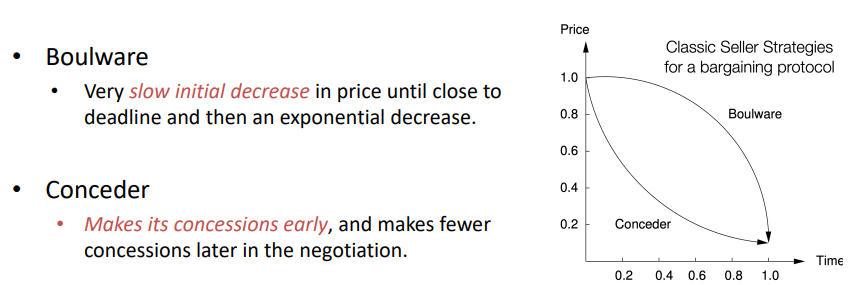 • Boulware
• Very slow initial decrease in price until close to
deadline and then an exponential decrease.
• Conceder
• Makes its concessions early, and makes fewer
concessions later in the negotiation.
Price
Classic Seller Strategies
for a bargaining protocol
1.0
0.8
0.6
0.4
0.2
Boulware
Conceder
Time
0.2 0.4 0.6 0.8 1.0